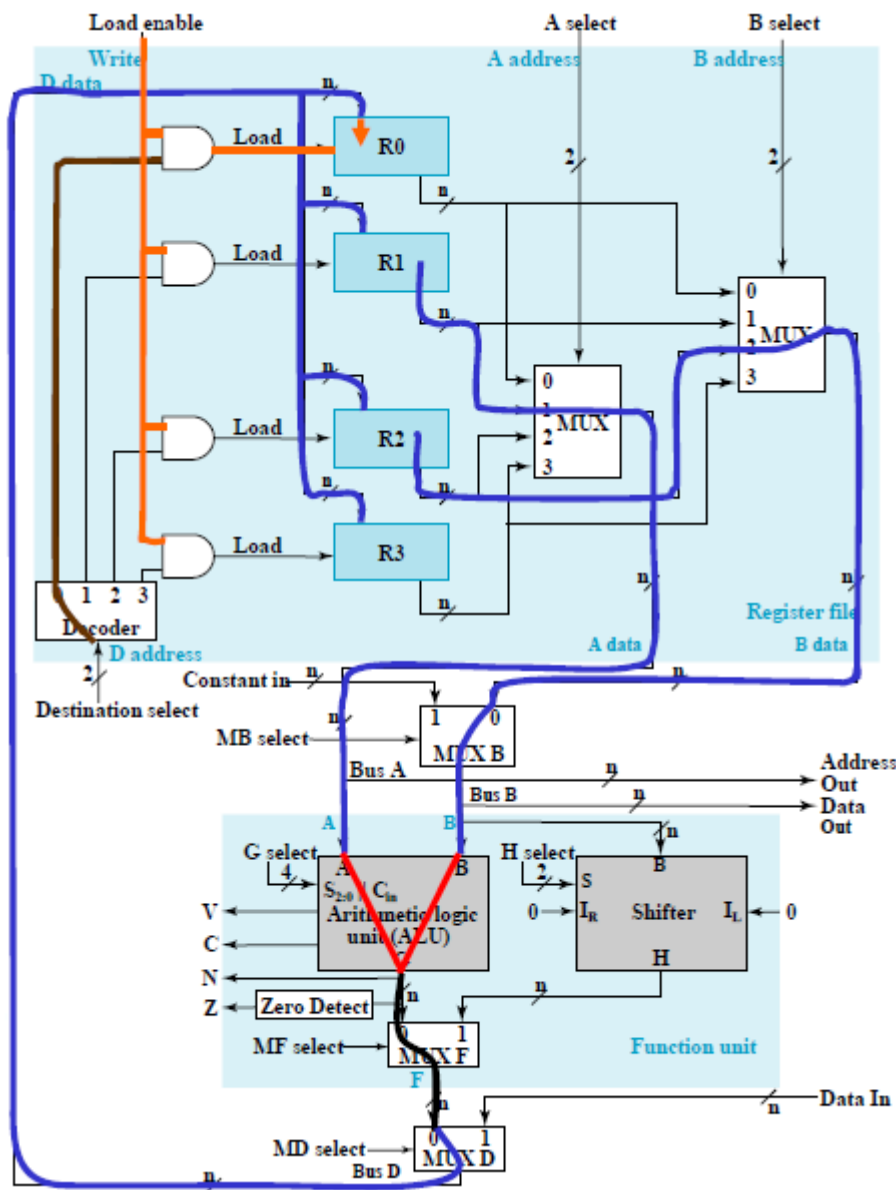 Load enable
A select
B select
Write
A address
B address
D data
n
Load
R0
2
2
n
n
n
Load
R1
0
1
MUX
2
3
n
n
0
1
MUX
2
3
Load
R2
n
n
Load
R3
0 1 2 3
Decoder
n
n
n
Register file
D address
A data
B data
2
Constant in
n
n
Destination select
n
1 0
MB select
MUX B
Address
Out
Bus A
n
Bus B
n
Data
Out
A
B
n
G select
H select
4
A
B
2
B
S2:0 || Cin
S
V
Arithmetic logic
unit (ALU)
0
IR
Shifter
IL
0
C
G
H
N
n
n
Z
Zero Detect
0 1
MF select
MUX F
Function unit
F
n
n
Data In
0 1
MD select
MUX D
n
Bus D